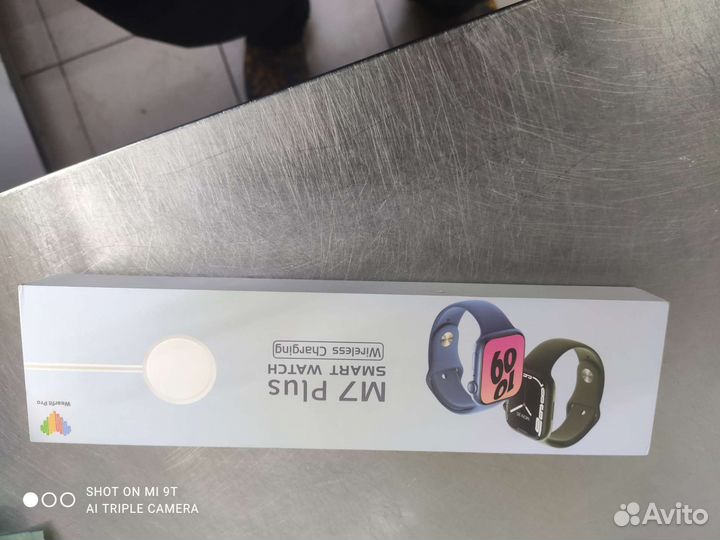 M7 Plus
SMART WATCH
Wireless Charging
Wearfit Pro
10
09
SHOT ON MI 9T
AI TRIPLE CAMERA
Avito